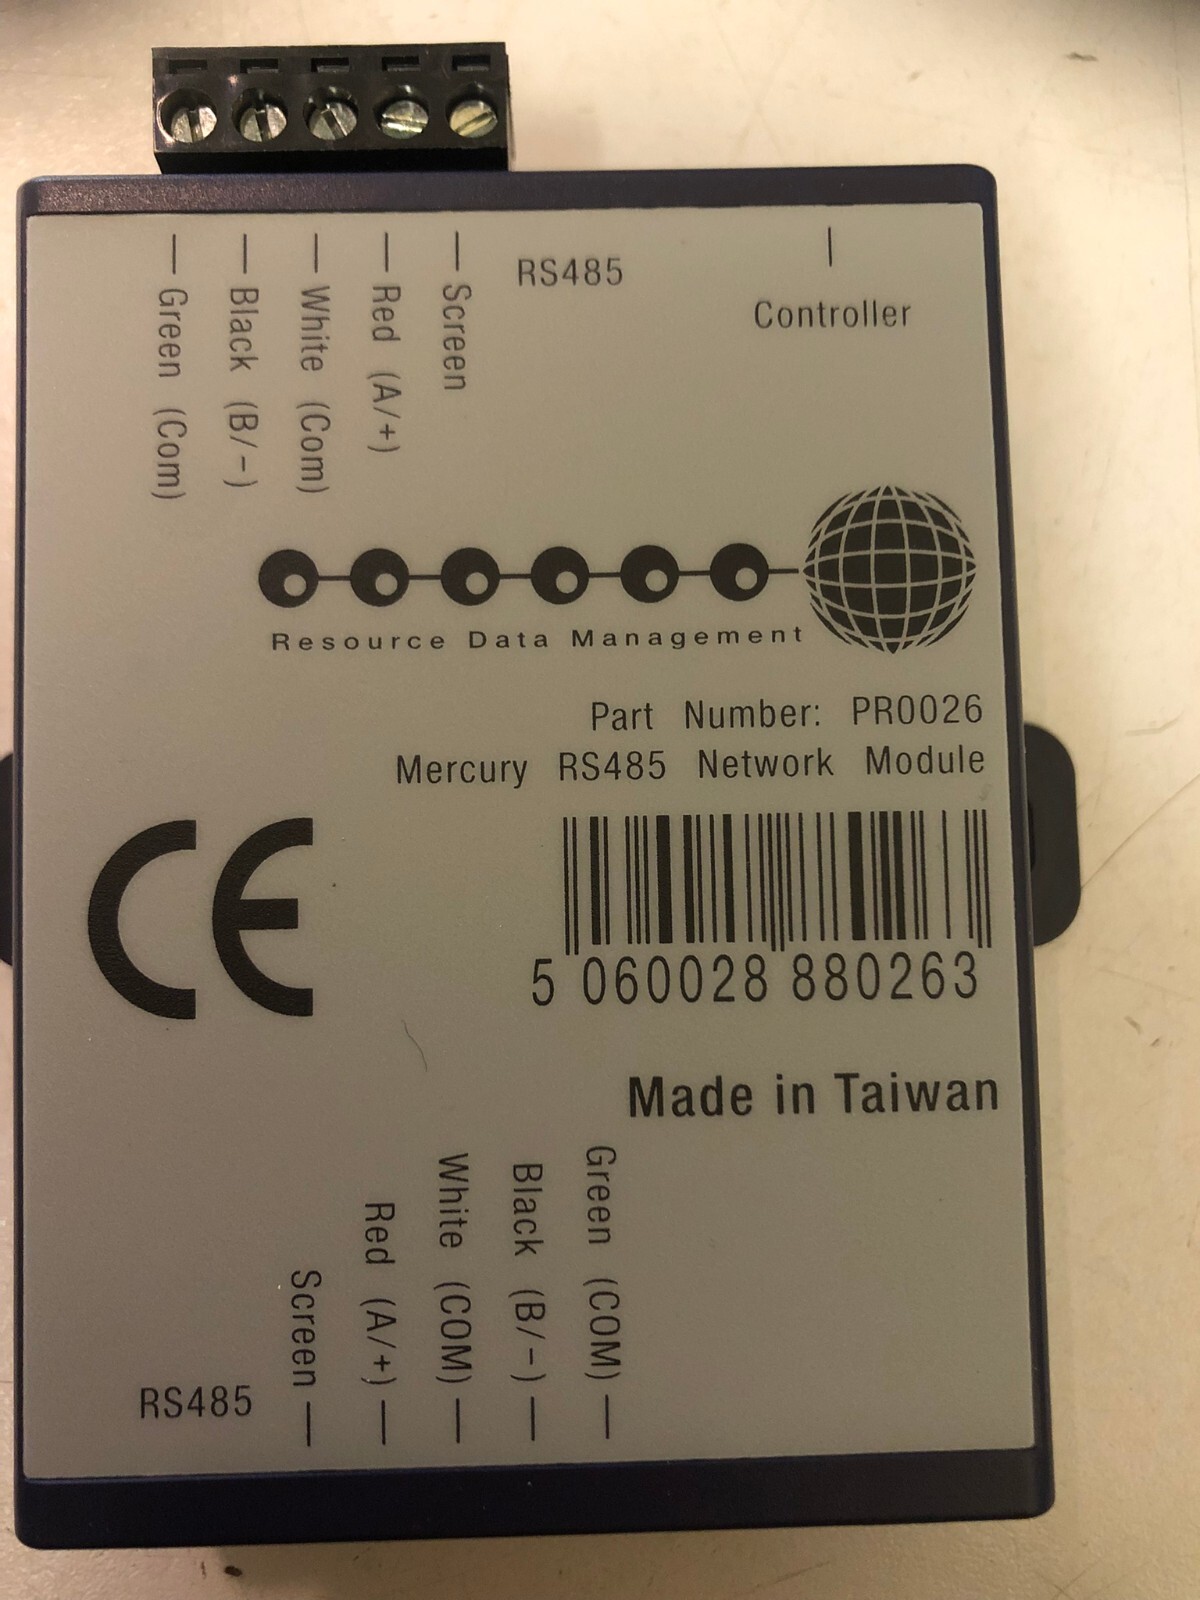 RS485
Controller
Green (Com)
Black (B/-)
White (Com)
Red (A/+)
Screen
Resource Data Management
Part Number: PR0026
Mercury RS485 Network Module
CE
5 060028 880263
Made in Taiwan
Screen
Red (A/+)
White (COM)
Black (B/-)
Green (COM)
RS485